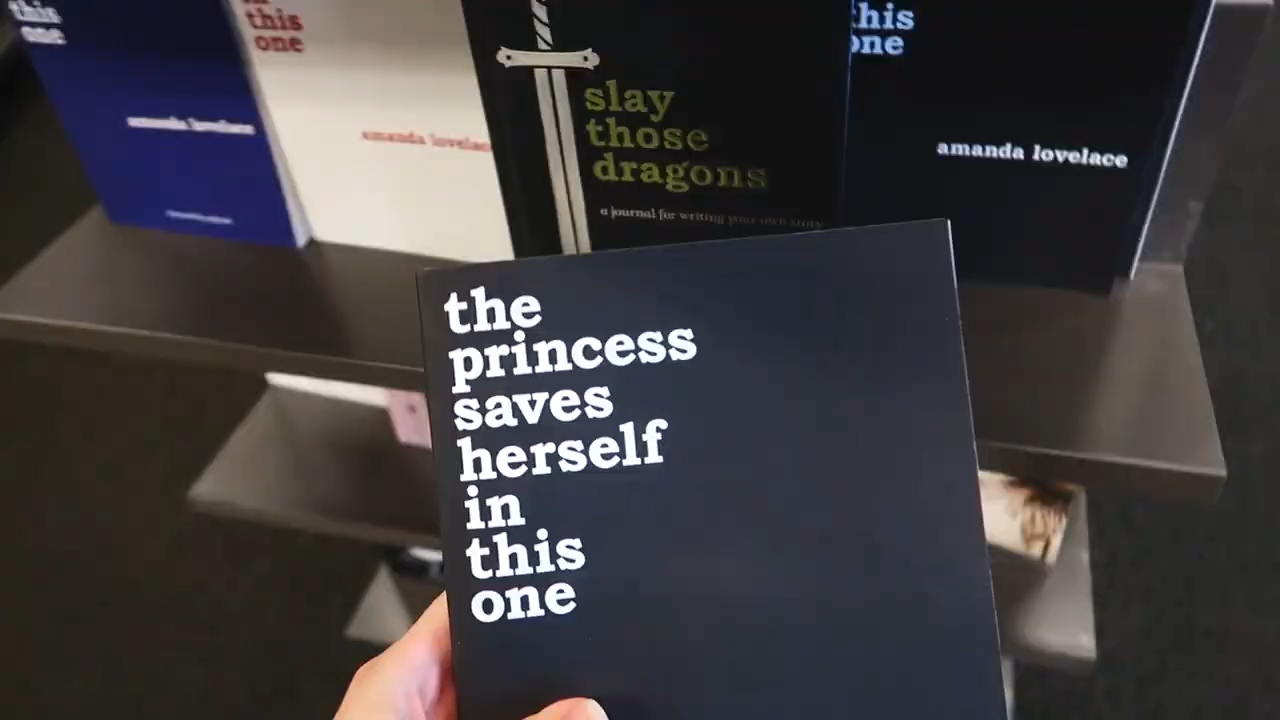 this
one
amanda lovelace
in
this
one
amanda lovelace
slay
those
dragons
a journal for writing your own story
this
one
amanda lovelace
the
princess
saves
herself
in
this
one